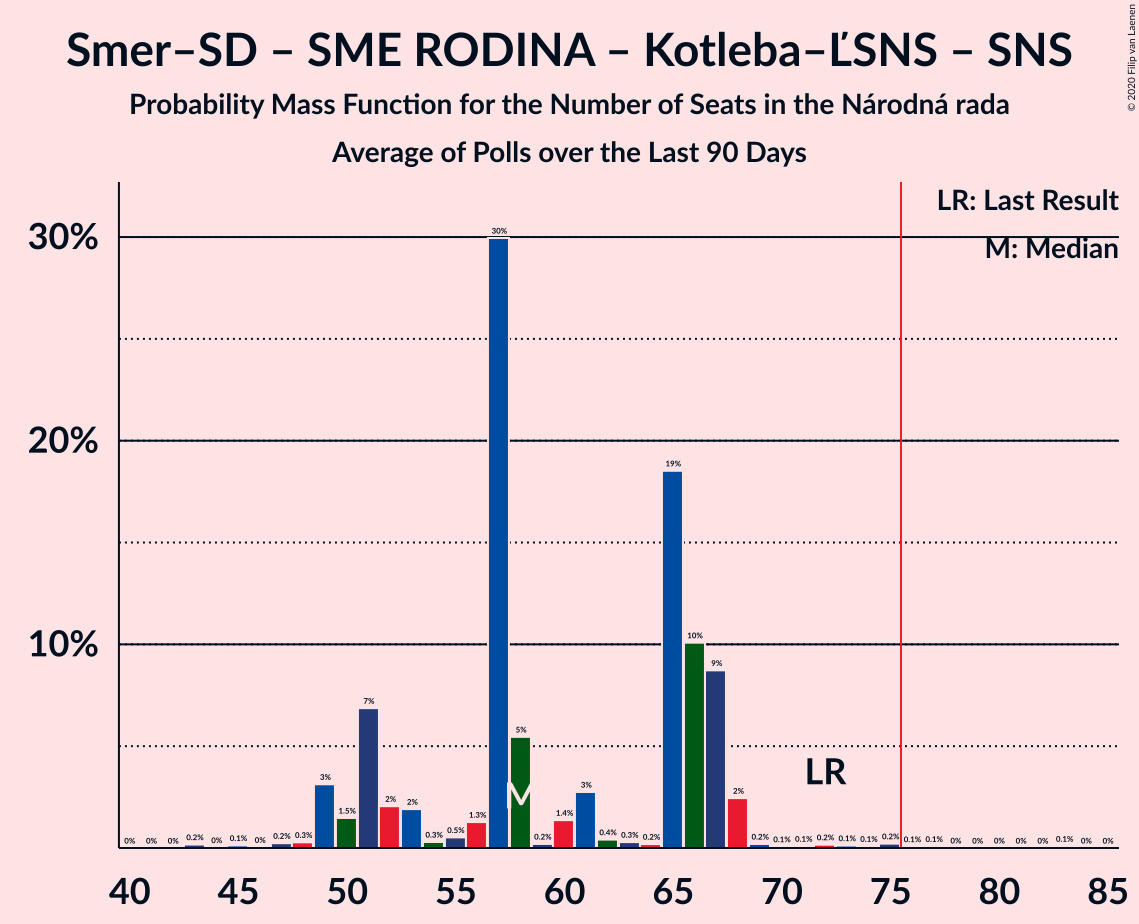 © 2020 Filip van Laenen
Smer–SD – SME RODINA – Kotleba–ĽSNS – SNS
Probability Mass Function for the Number of Seats in the Národná rada
Average of Polls over the Last 90 Days
LR: Last Result
M: Median
30%
20%
10%
0% 0% 0% 0.2% 0% 0.1% 0% 0.2% 0.3% 3% 1.5% 7% 2% 2% 0.3% 0.5% 1.3% 30% 5% 0.2% 1.4% 3% 0.4% 0.3% 0.2% 19% 10% 9% 2% 0.2% 0.1% 0.1% 0.2% 0.1% 0.1% 0.2% 0.1% 0.1% 0% 0% 0% 0% 0% 0.1% 0% 0%
M
LR
40 45 50 55 60 65 70 75 80 85